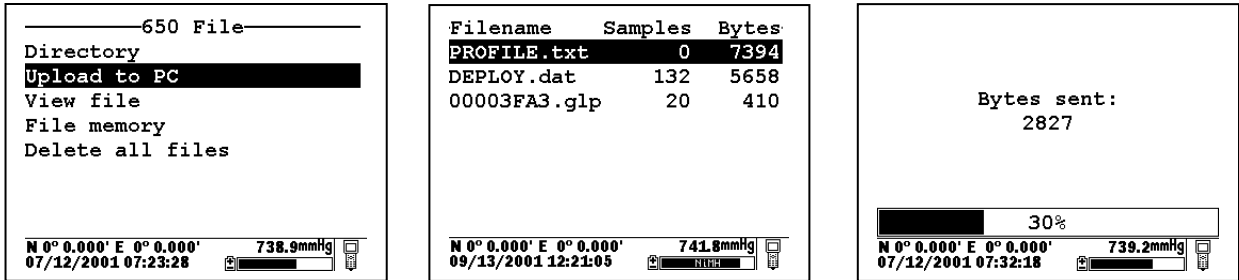 650 File
Directory
Upload to PC
View file
File memory
Delete all files
N 0° 0.000' E 0° 0.000' 738.9mmHg
07/12/2001 07:23:28
Filename Samples Bytes
PROFILE.txt 0 7394
DEPLOY.dat 132 5658
00003FA3.glp 20 410
N 0° 0.000' E 0° 0.000' 741.8mmHg
09/13/2001 12:21:05 NiMH
Bytes sent:
2827
30%
N 0° 0.000' E 0° 0.000' 739.2mmHg
07/12/2001 07:32:18